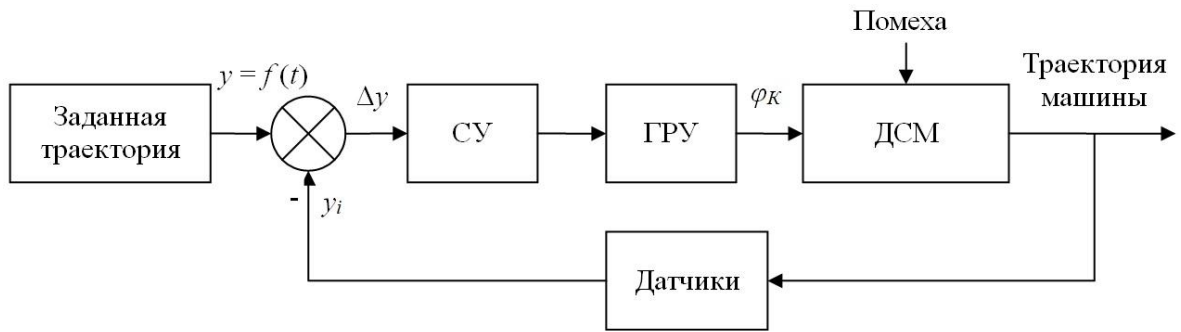 Помеха
Траектория
машины
y = f (t)
Δy
φK
Заданная
траектория
СУ
ГРУ
ДСМ
-
yi
Датчики